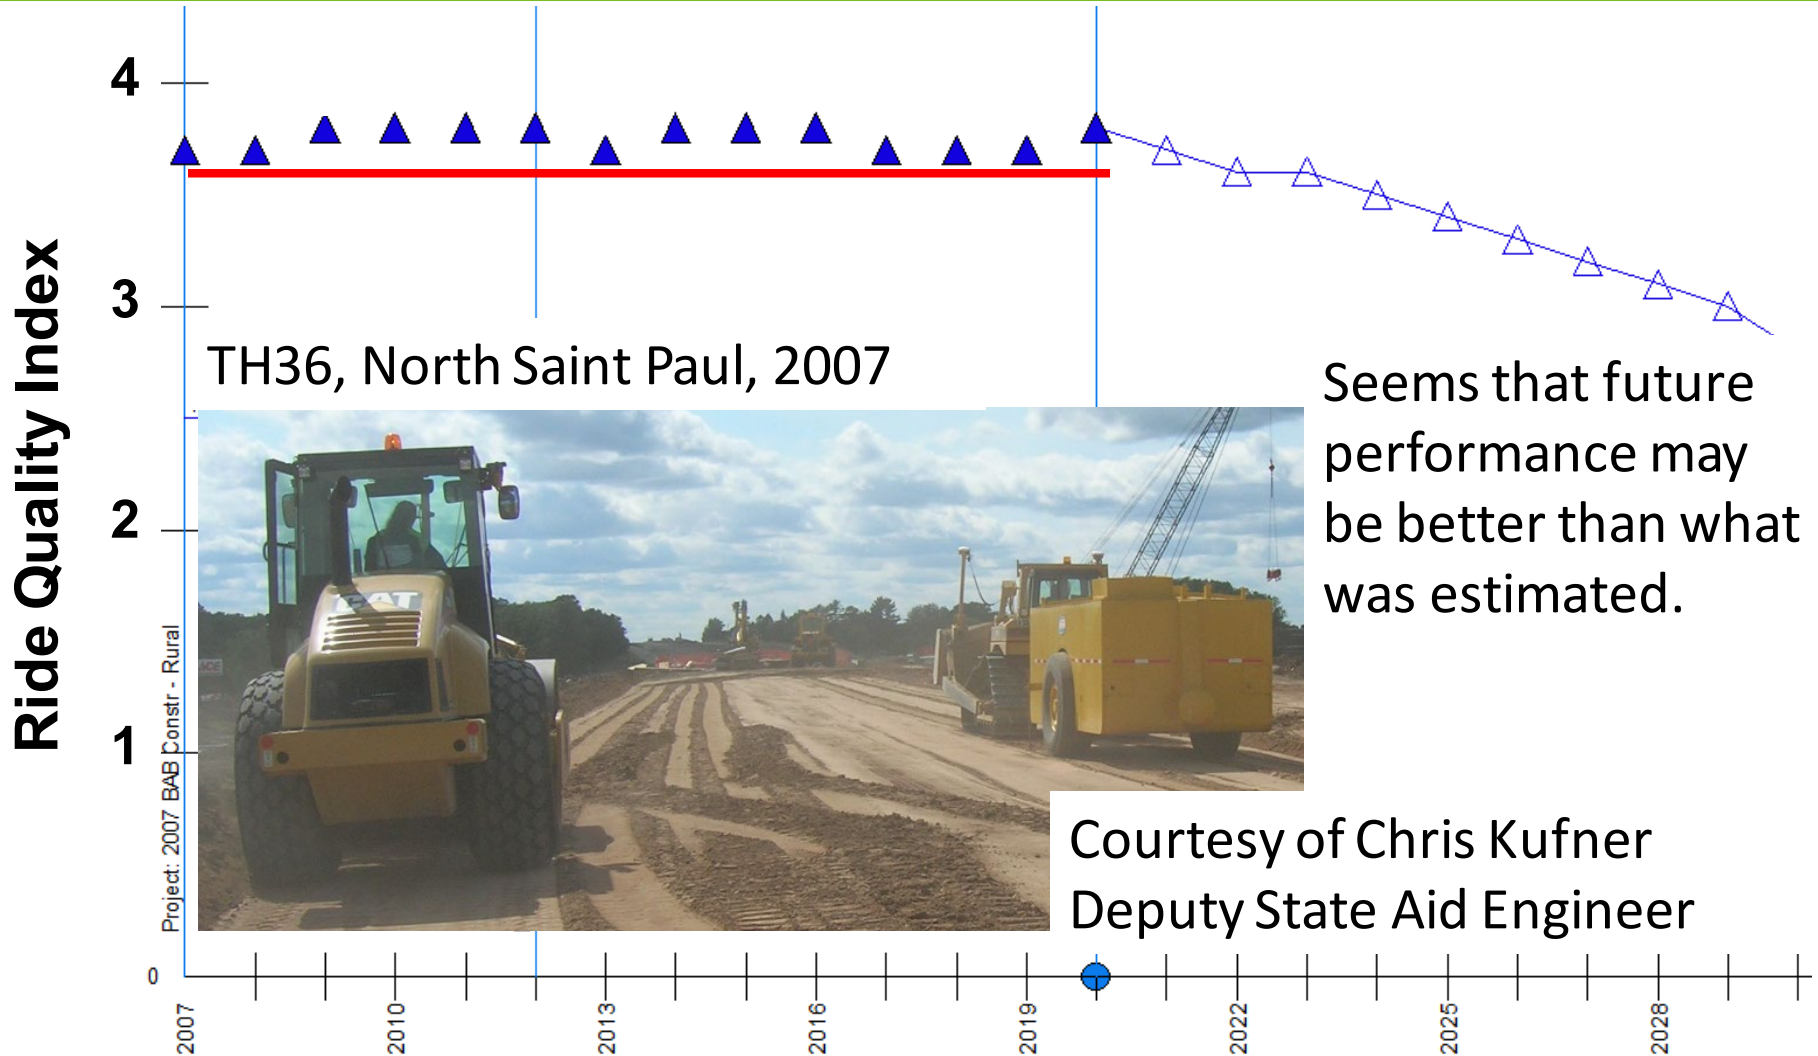 4
3
2
1
0
Ride Quality Index
TH36, North Saint Paul, 2007
Seems that future
performance may
be better than what
was estimated.
Project: 2007 BAB Constr - Rural
CAT
Courtesy of Chris Kufner
Deputy State Aid Engineer
2007
2010
2013
2016
2019
2022
2025
2028